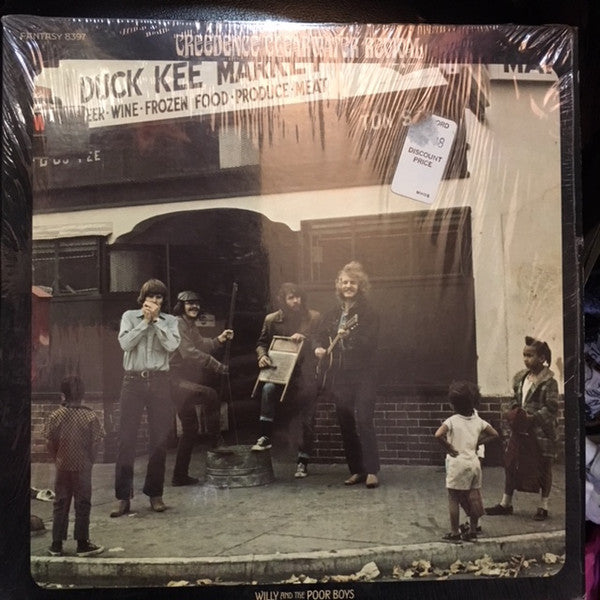 FANTASY 8397
CREEDENCE CLEARWATER REVIVAL
DUCK KEE MARKET
BEER · WINE · FROZEN FOOD · PRODUCE · MEAT
DISCOUNT
PRICE
WILLY AND THE POOR BOYS